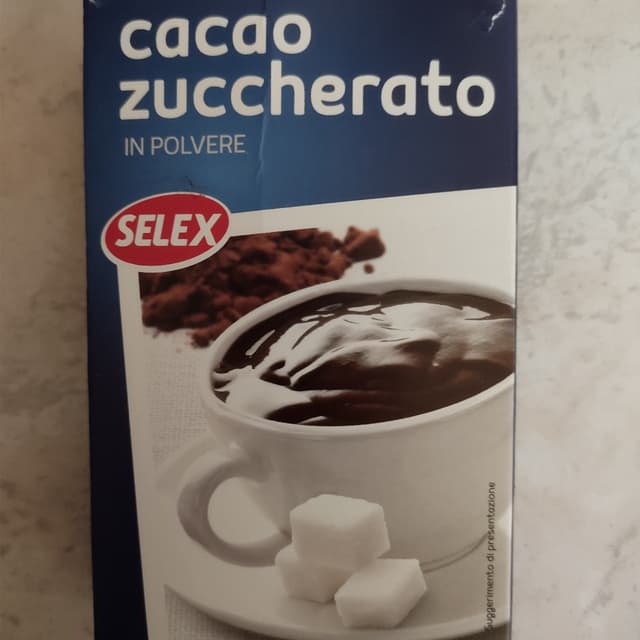 cacao
zuccherato
IN POLVERE
SELEX
suggerimento di presentazione